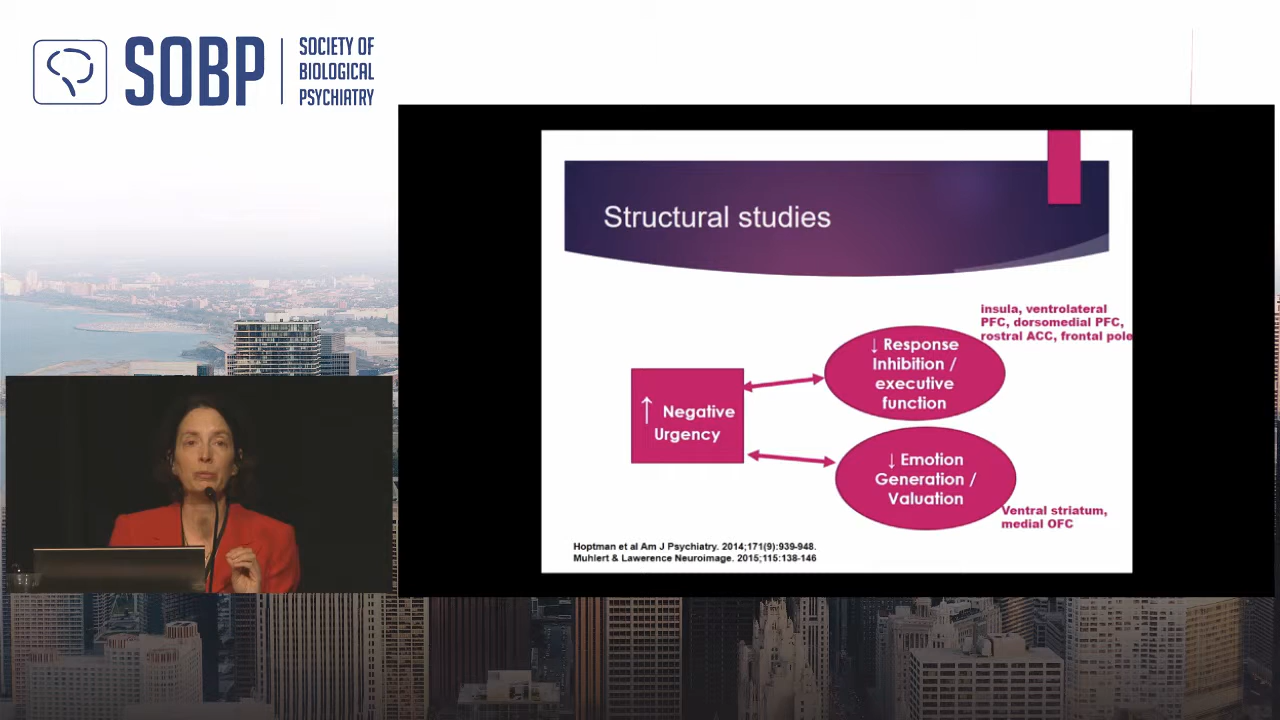 SOBP
SOCIETY OF
BIOLOGICAL
PSYCHIATRY
Structural studies
insula, ventrolateral
PFC, dorsomedial PFC,
rostral ACC, frontal pole
↓ Response
Inhibition /
executive
function
↑ Negative
Urgency
↓ Emotion
Generation /
Valuation
Ventral striatum,
medial OFC
Hoptman et al Am J Psychiatry. 2014;171(9):939-948.
Muhlert & Lawerence Neuroimage. 2015;115:138-146